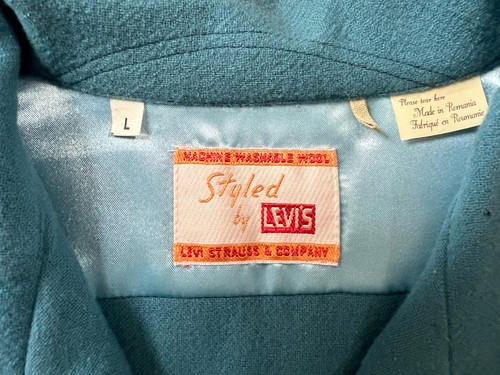 L
Please tear here
Made in Romania
Fabriqué en Roumanie
MACHINE WASHABLE WOOL
Styled
by LEVI'S
LEVI STRAUSS & COMPANY